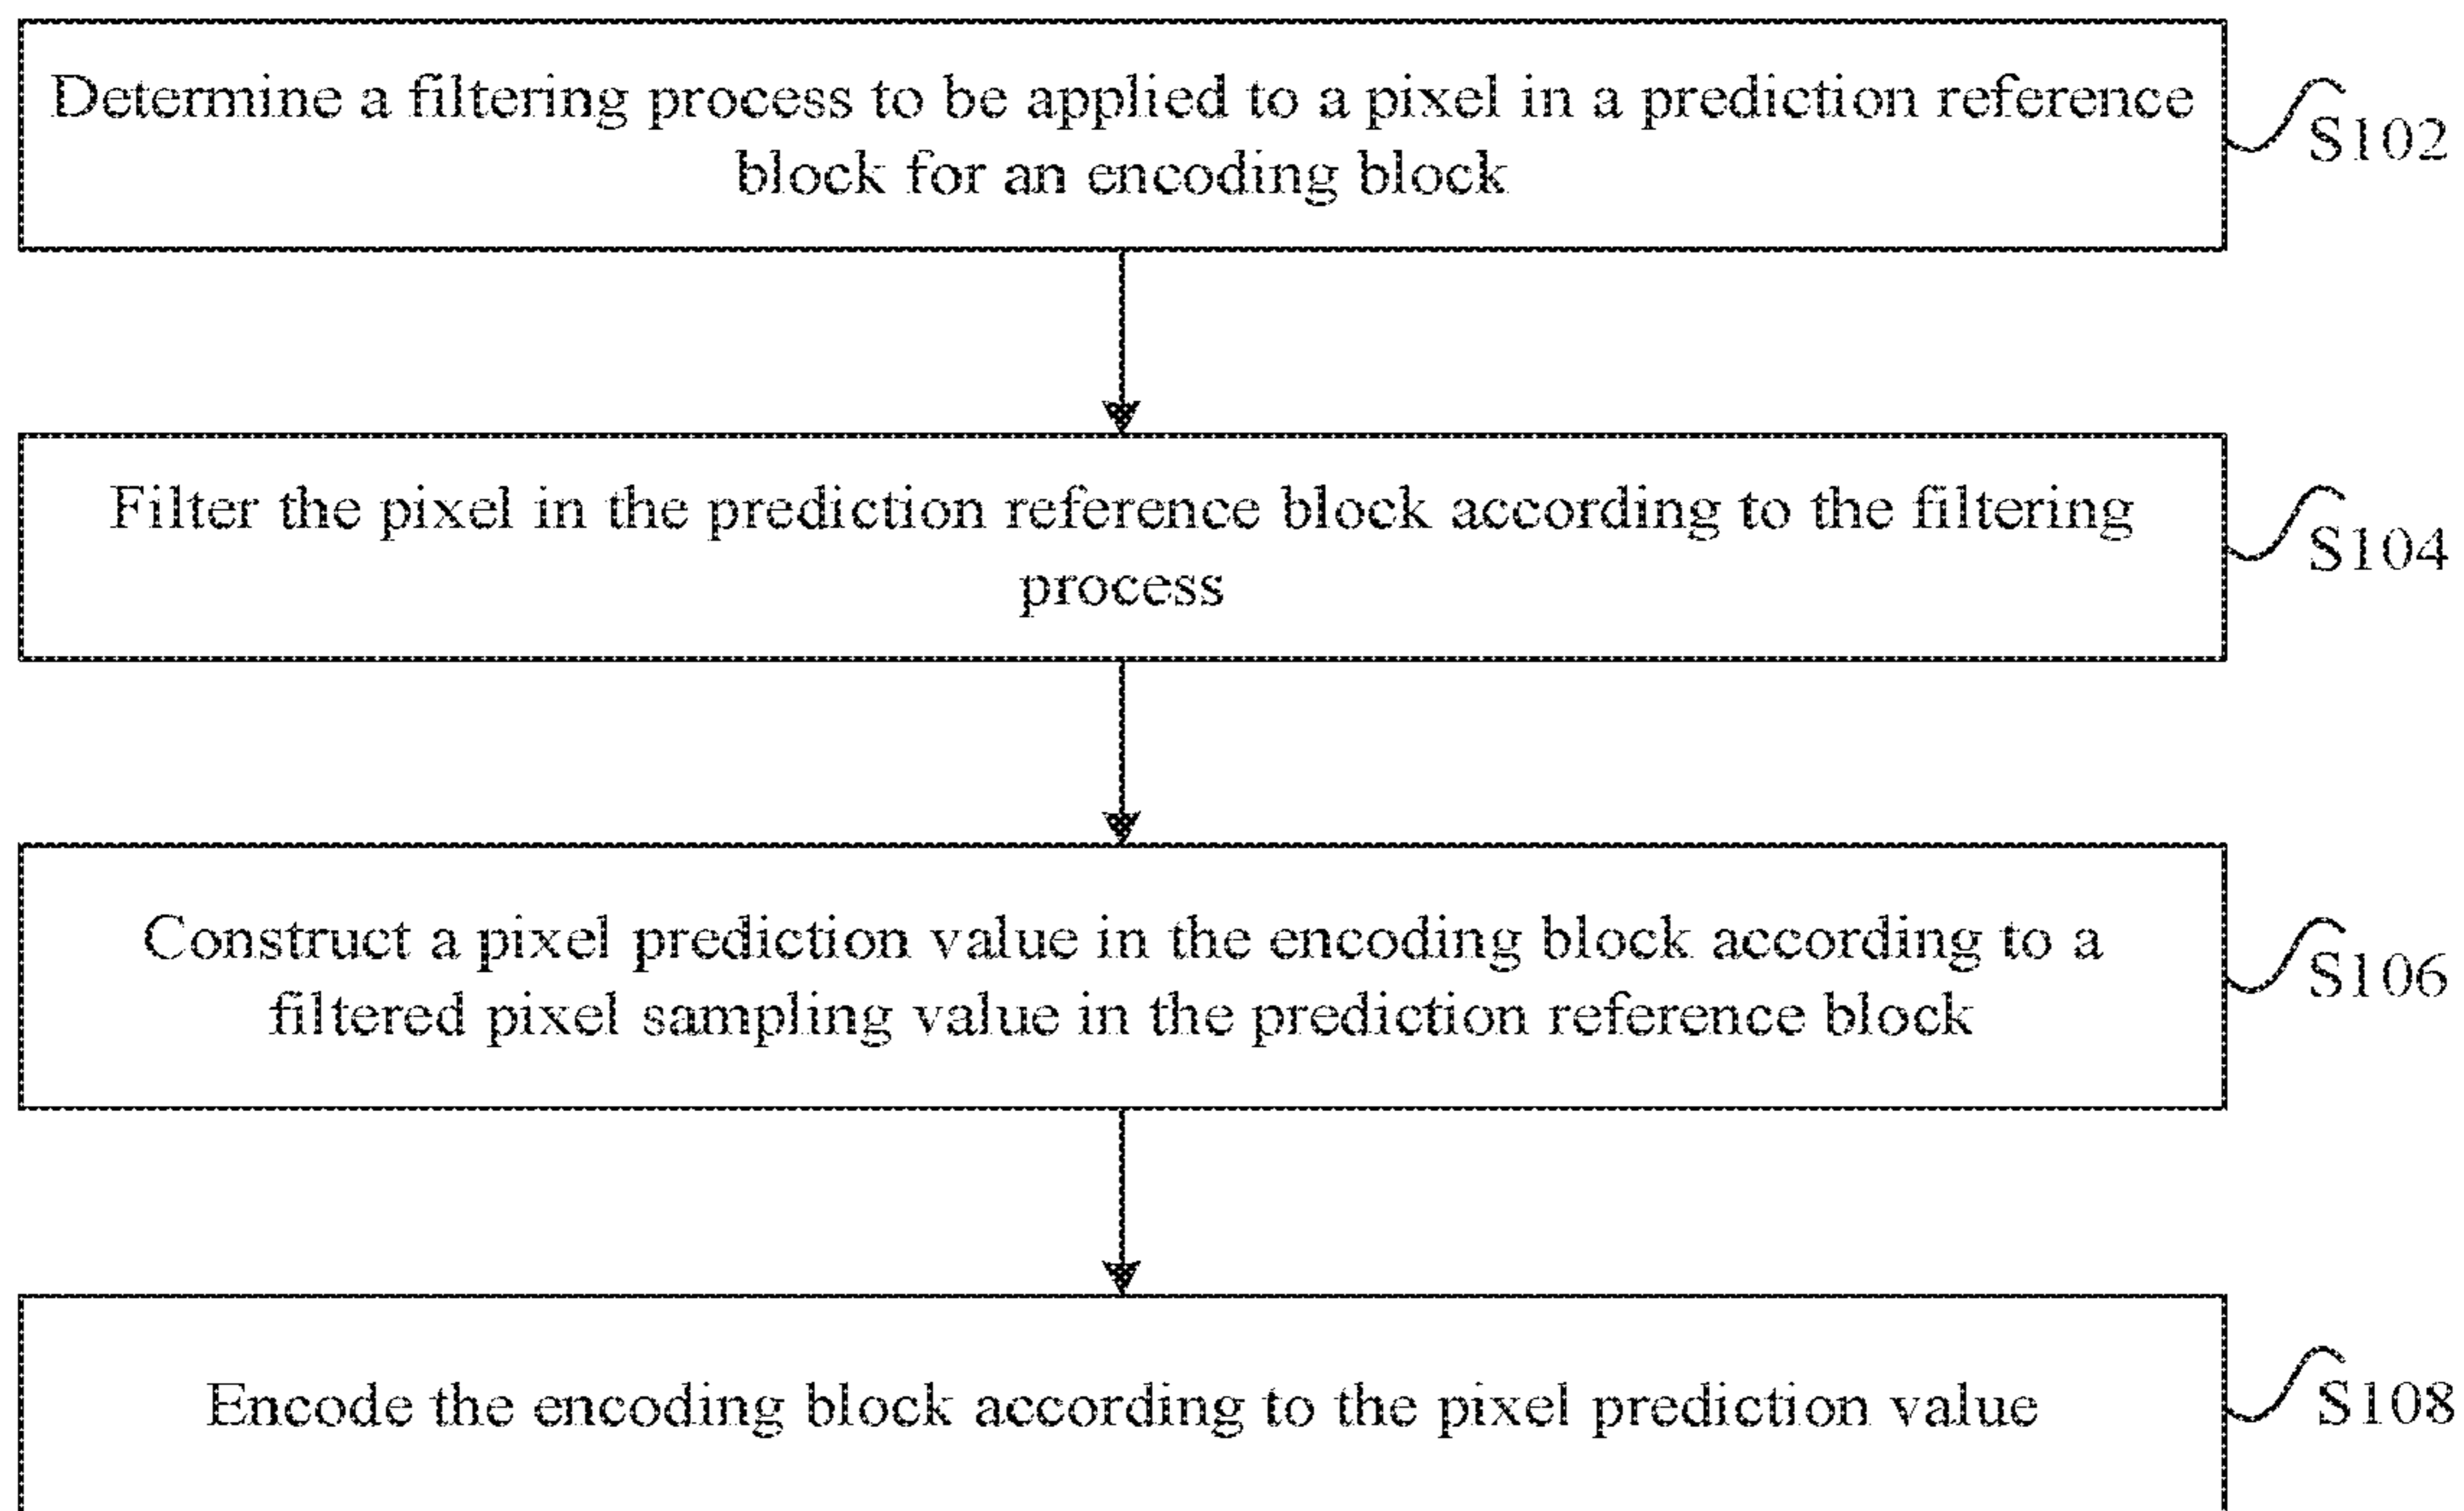 Determine a filtering process to be applied to a pixel in a prediction reference
block for an encoding block
S102
Filter the pixel in the prediction reference block according to the filtering
process
S104
Construct a pixel prediction value in the encoding block according to a
filtered pixel sampling value in the prediction reference block
S106
Encode the encoding block according to the pixel prediction value
S108